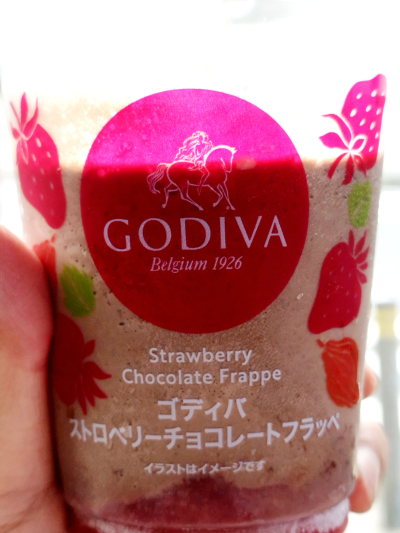 GODIVA
Belgium 1926
Strawberry
Chocolate Frappe
ゴディバ
ストロベリーチョコレートフラッペ
イラストはイメージです